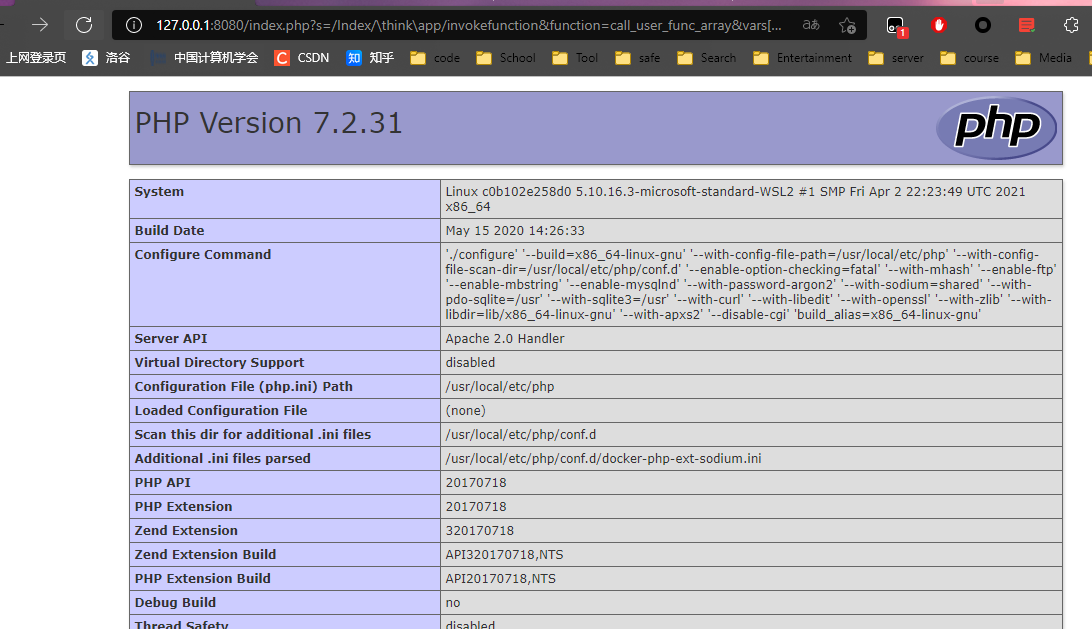 127.0.0.1:8080/index.php?s=/Index/\think\app/invokefunction&function=call_user_func_array&vars[...
aあ
1
上网登录页 洛谷 中国计算机学会 C CSDN 知 知乎 code School Tool safe Search Entertainment server course Media
PHP Version 7.2.31
php
System Linux c0b102e258d0 5.10.16.3-microsoft-standard-WSL2 #1 SMP Fri Apr 2 22:23:49 UTC 2021
x86_64
Build Date May 15 2020 14:26:33
Configure Command './configure' '--build=x86_64-linux-gnu' '--with-config-file-path=/usr/local/etc/php' '--with-config-
file-scan-dir=/usr/local/etc/php/conf.d' '--enable-option-checking=fatal' '--with-mhash' '--enable-ftp'
'--enable-mbstring' '--enable-mysqlnd' '--with-password-argon2' '--with-sodium=shared' '--with-
pdo-sqlite=/usr' '--with-sqlite3=/usr' '--with-curl' '--with-libedit' '--with-openssl' '--with-zlib' '--with-
libdir=lib/x86_64-linux-gnu' '--with-apxs2' '--disable-cgi' 'build_alias=x86_64-linux-gnu'
Server API Apache 2.0 Handler
Virtual Directory Support disabled
Configuration File (php.ini) Path /usr/local/etc/php
Loaded Configuration File (none)
Scan this dir for additional .ini files /usr/local/etc/php/conf.d
Additional .ini files parsed /usr/local/etc/php/conf.d/docker-php-ext-sodium.ini
PHP API 20170718
PHP Extension 20170718
Zend Extension 320170718
Zend Extension Build API320170718,NTS
PHP Extension Build API20170718,NTS
Debug Build no
Thread Safety disabled